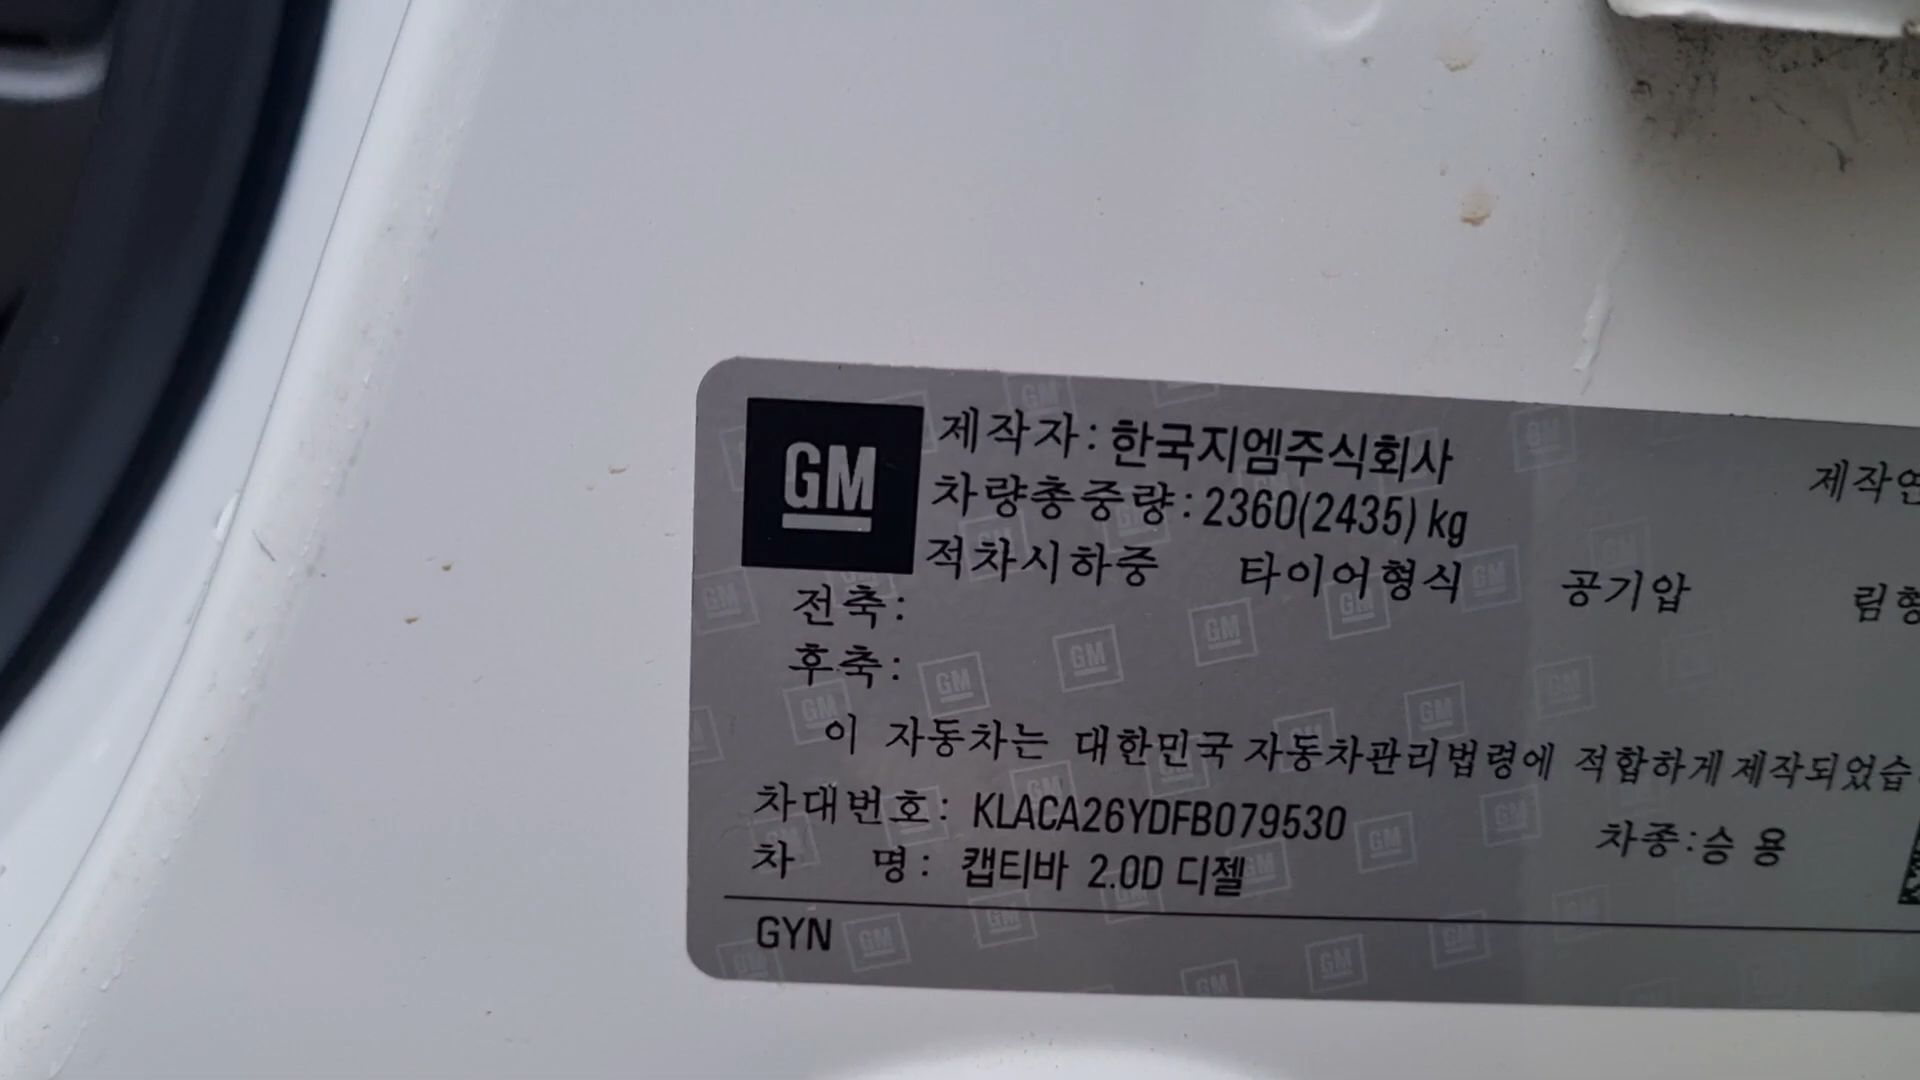 GM
제작자: 한국지엠주식회사
제작
차량총중량: 2360(2435) kg
적차시하중 타이어형식 공기압 림형
전축:
후축:
이 자동차는 대한민국 자동차관리법령에 적합하게 제작되었습
차대번호: KLACA26YDFB079530 차종: 승 용
차 명: 캡티바 2.0D 디젤
GYN